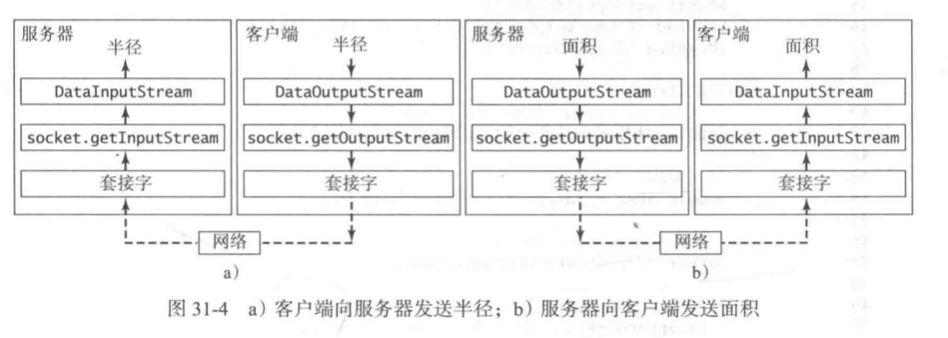 服务器
半径
DataInputStream
socket.getInputStream
套接字
客户端
半径
DataOutputStream
socket.getOutputStream
套接字
网络
a)
服务器
面积
DataOutputStream
socket.getOutputStream
套接字
客户端
面积
DataInputStream
socket.getInputStream
套接字
网络
b)
图 31-4 a) 客户端向服务器发送半径；b) 服务器向客户端发送面积